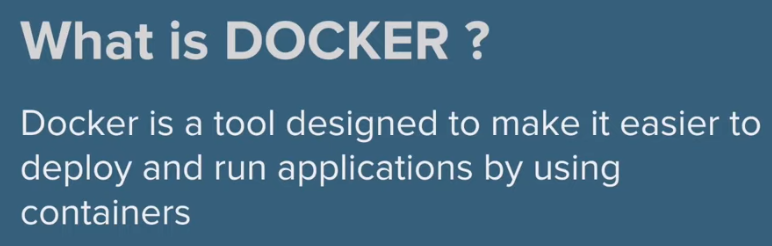 What is DOCKER ?
Docker is a tool designed to make it easier to
deploy and run applications by using
containers